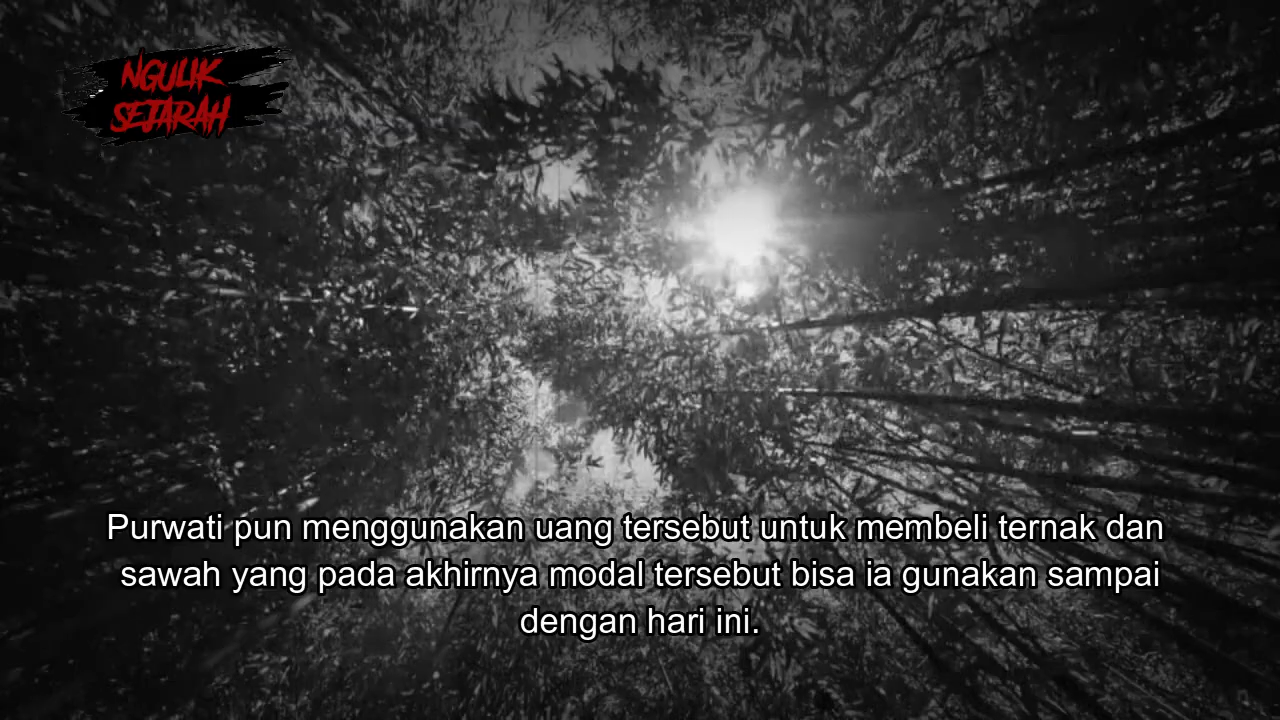 NGULIK
SEJARAH
Purwati pun menggunakan uang tersebut untuk membeli ternak dan
sawah yang pada akhirnya modal tersebut bisa ia gunakan sampai
dengan hari ini.